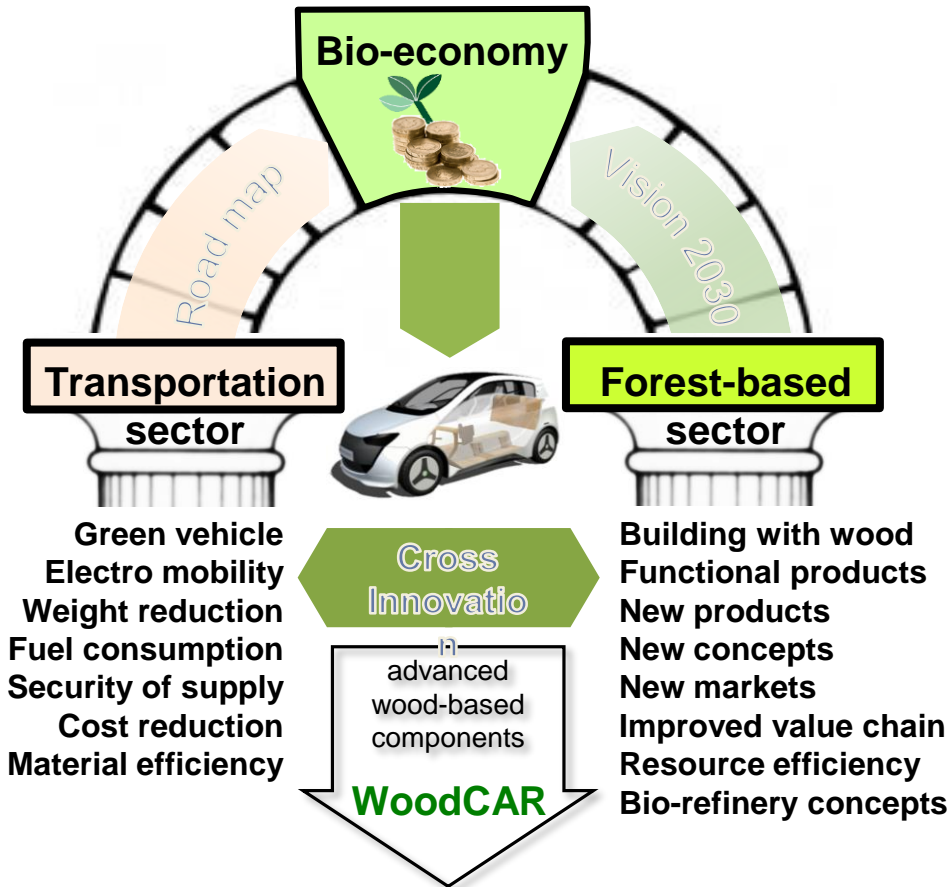 Bio-economy
Road map
Vision 2030
Transportation
sector
Forest-based
sector
Green vehicle
Electro mobility
Weight reduction
Fuel consumption
Security of supply
Cost reduction
Material efficiency
Cross
Innovatio
n
advanced
wood-based
components
WoodCAR
Building with wood
Functional products
New products
New concepts
New markets
Improved value chain
Resource efficiency
Bio-refinery concepts